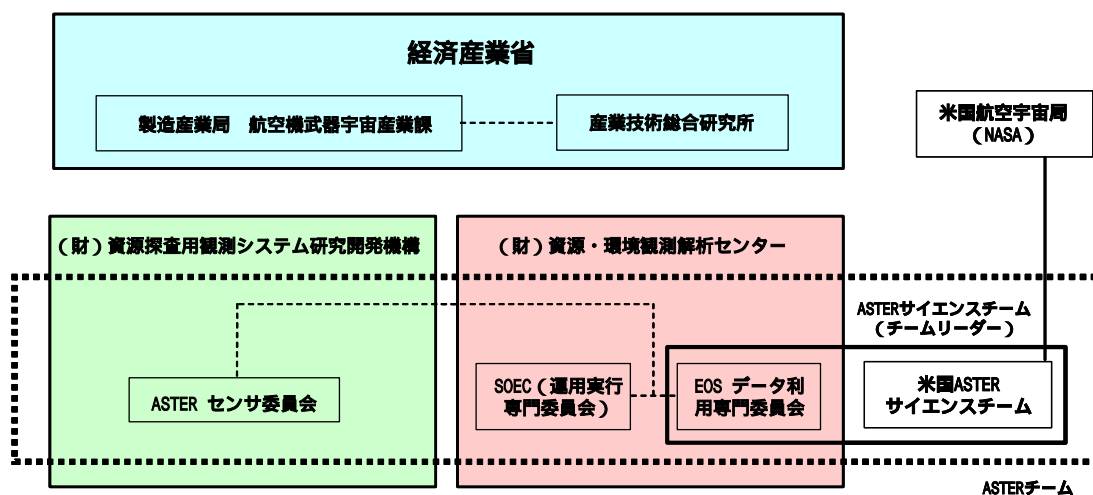 経済産業省
製造産業局　航空機武器宇宙産業課
産業技術総合研究所
米国航空宇宙局
（NASA）
（財）資源探査用観測システム研究開発機構
（財）資源・環境観測解析センター
ASTERサイエンスチーム
（チームリーダー）
ASTER センサ委員会
SOEC（運用実行
専門委員会）
EOS データ利
用専門委員会
米国ASTER
サイエンスチーム
ASTERチーム